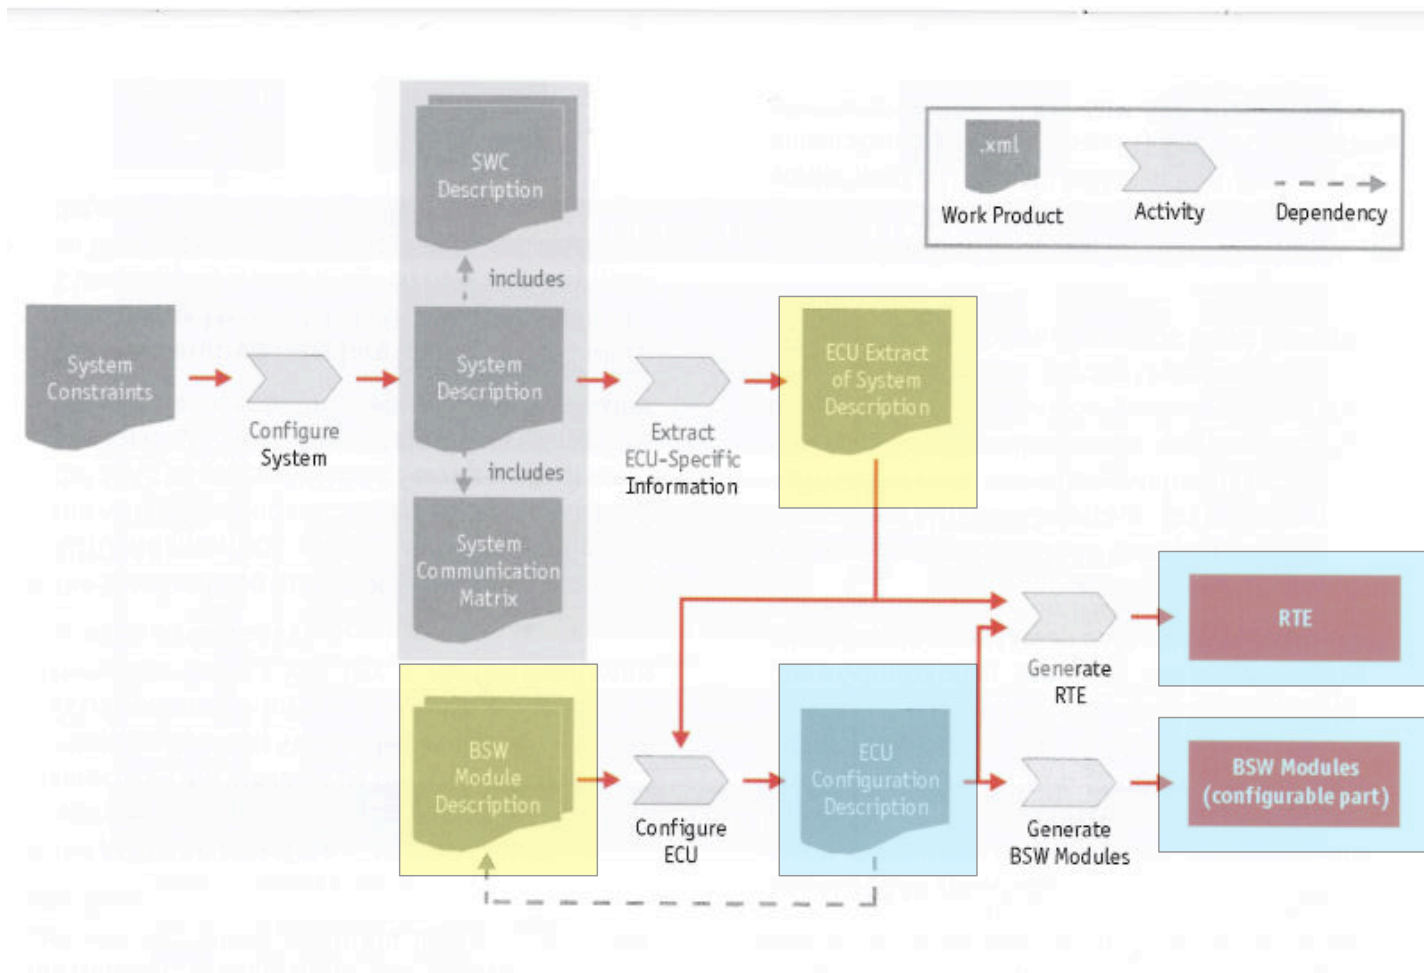 SWC
Description
.xml
Work Product
Activity
Dependency
includes
System
Constraints
Configure
System
System
Description
Extract
ECU-Specific
Information
ECU Extract
of System
Description
includes
System
Communication
Matrix
RTE
Generate
RTE
BSW
Module
Description
Configure
ECU
ECU
Configuration
Description
Generate
BSW Modules
BSW Modules
(configurable part)